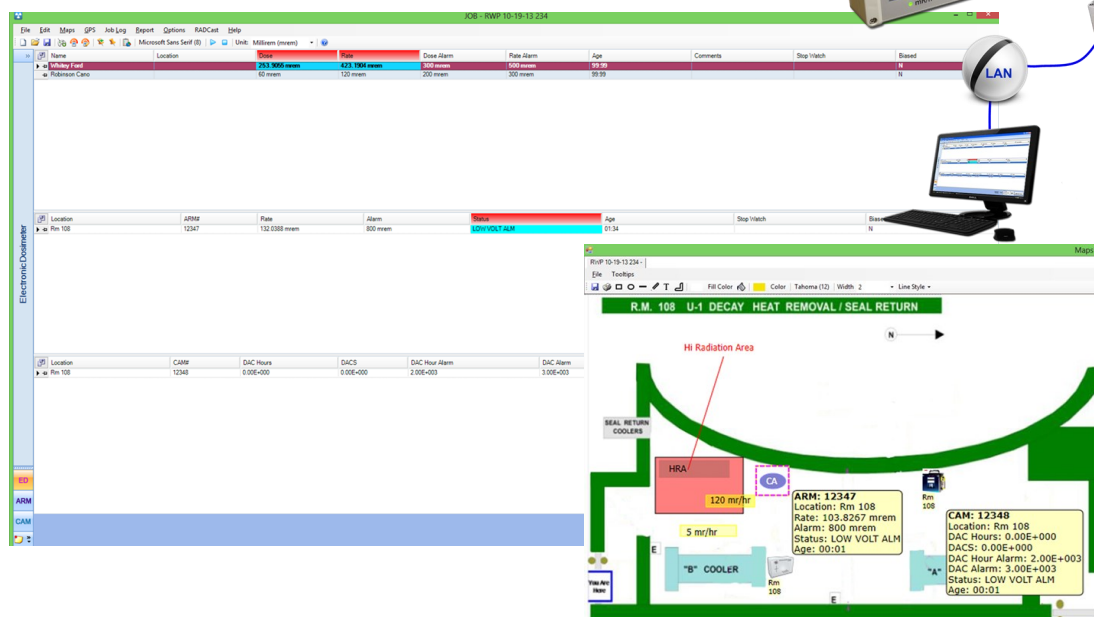 JOB - RWP 10-19-13 234
File Edit Maps GPS Job Log Report Options RADCast Help
Microsoft Sans Serif (8) Unit: Millirem (mrem)
Name Location Dose Rate Dose Alarm Rate Alarm Age Comments Stop Watch Biased
Whitey Ford 253.9055 mrem 423.1904 mrem 300 mrem 500 mrem 99:99 N
Robinson Cano 60 mrem 120 mrem 200 mrem 300 mrem 99:99 N
LAN
Electronic Dosimeter
Location ARM# Rate Alarm Status Age Stop Watch Biased
Rm 108 12347 132.0388 mrem 800 mrem LOW VOLT ALM 01:34 N
Location CAM# DAC Hours DACS DAC Hour Alarm DAC Alarm
Rm 108 12348 0.00E+000 0.00E+000 2.00E+003 3.00E+003
ED
ARM
CAM
Maps
RWP 10-19-13 234 -
File Tooltips
T Fill Color Color Tahoma (12) Width 2 Line Style
R.M. 108 U-1 DECAY HEAT REMOVAL / SEAL RETURN
N
Hi Radiation Area
SEAL RETURN
COOLERS
HRA
CA
120 mr/hr
5 mr/hr
ARM: 12347
Location: Rm 108
Rate: 103.8267 mrem
Alarm: 800 mrem
Status: LOW VOLT ALM
Age: 00:01
Rm
108
CAM: 12348
Location: Rm 108
DAC Hours: 0.00E+000
DACS: 0.00E+000
DAC Hour Alarm: 2.00E+003
DAC Alarm: 3.00E+003
Status: LOW VOLT ALM
Age: 00:01
E
"B" COOLER
Rm
108
"A"
You Are
Here
E